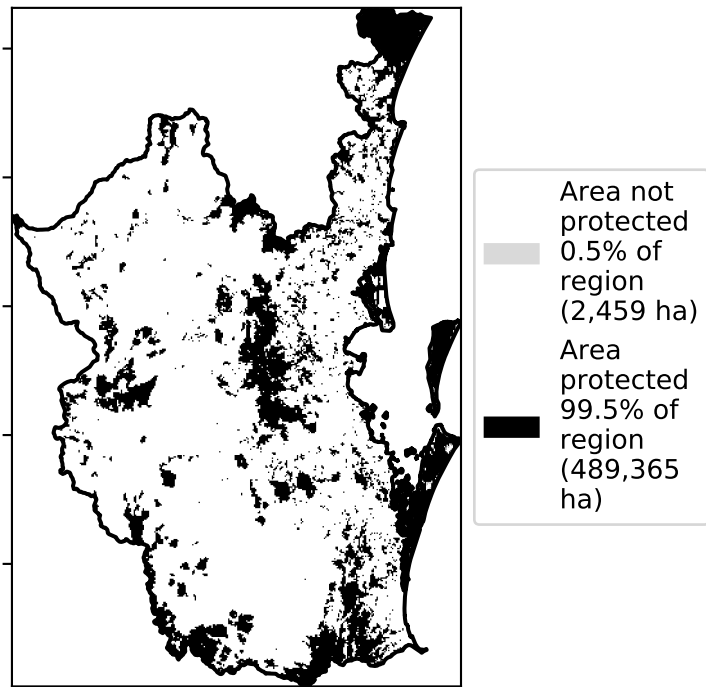 Area not
protected
0.5% of
region
(2,459 ha)
Area
protected
99.5% of
region
(489,365
ha)